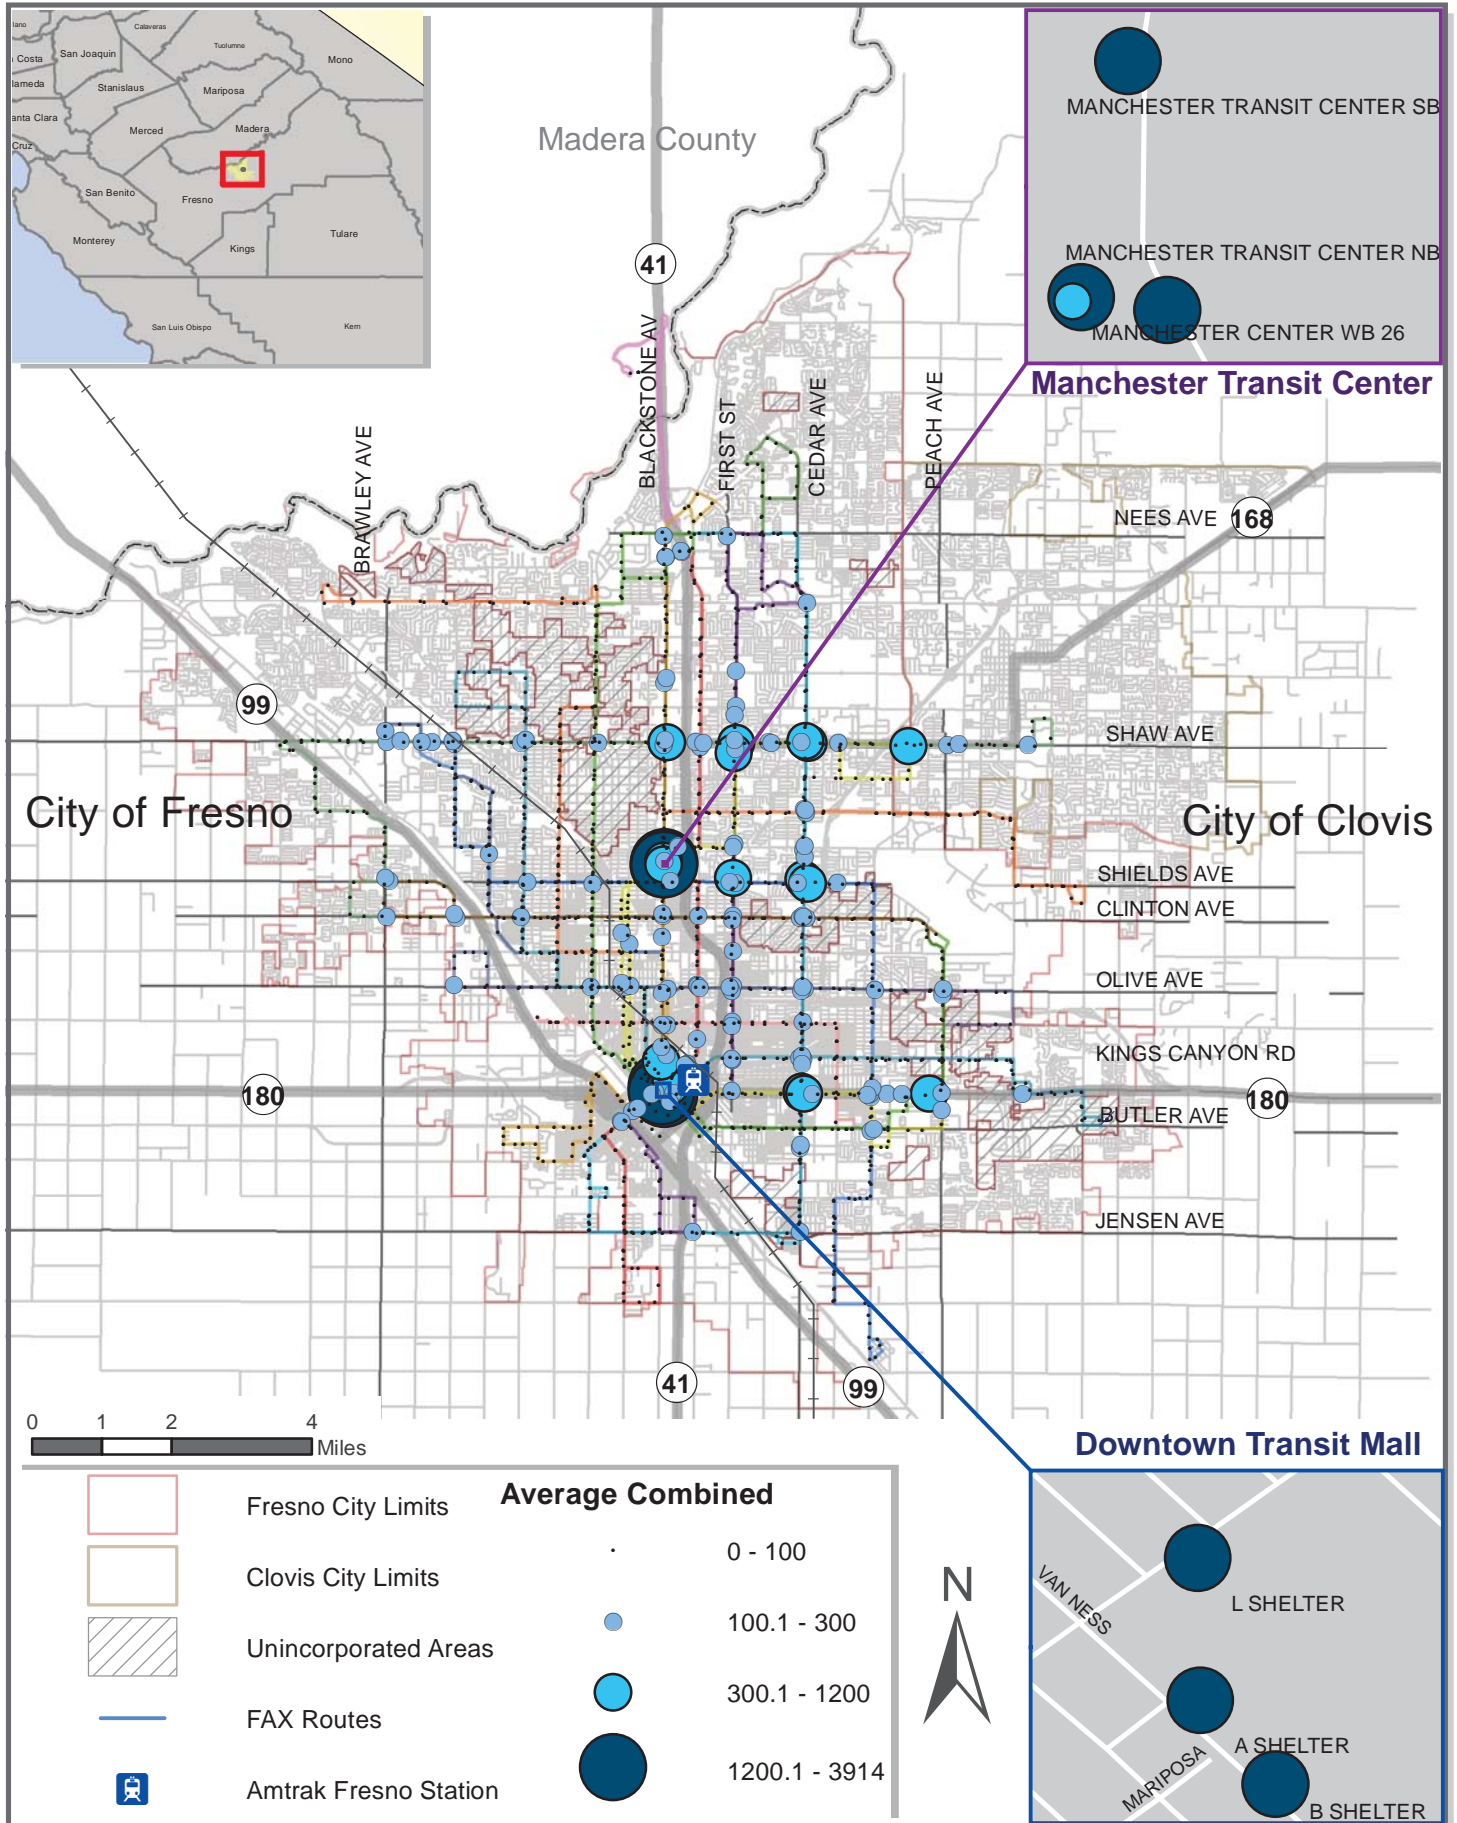 lano
Calaveras
Tuolumne
Mono
Costa
San Joaquin
lameda
Stanislaus
Mariposa
anta Clara
Merced
Madera
Cruz
San Benito
Fresno
Monterey
Kings
Tulare
San Luis Obispo
Kern
Madera County
41
MANCHESTER TRANSIT CENTER SB
MANCHESTER TRANSIT CENTER NB
MANCHESTER CENTER WB 26
Manchester Transit Center
BRAWLEY AVE
BLACKSTONE AV
FIRST ST
CEDAR AVE
PEACH AVE
NEES AVE
168
99
SHAW AVE
City of Fresno
City of Clovis
SHIELDS AVE
CLINTON AVE
OLIVE AVE
KINGS CANYON RD
180
180
BUTLER AVE
JENSEN AVE
41
99
0 1 2 4
Miles
Downtown Transit Mall
VAN NESS
L SHELTER
A SHELTER
MARIPOSA
B SHELTER
Fresno City Limits
Clovis City Limits
Unincorporated Areas
FAX Routes
Amtrak Fresno Station
Average Combined
0 - 100
100.1 - 300
300.1 - 1200
1200.1 - 3914
N